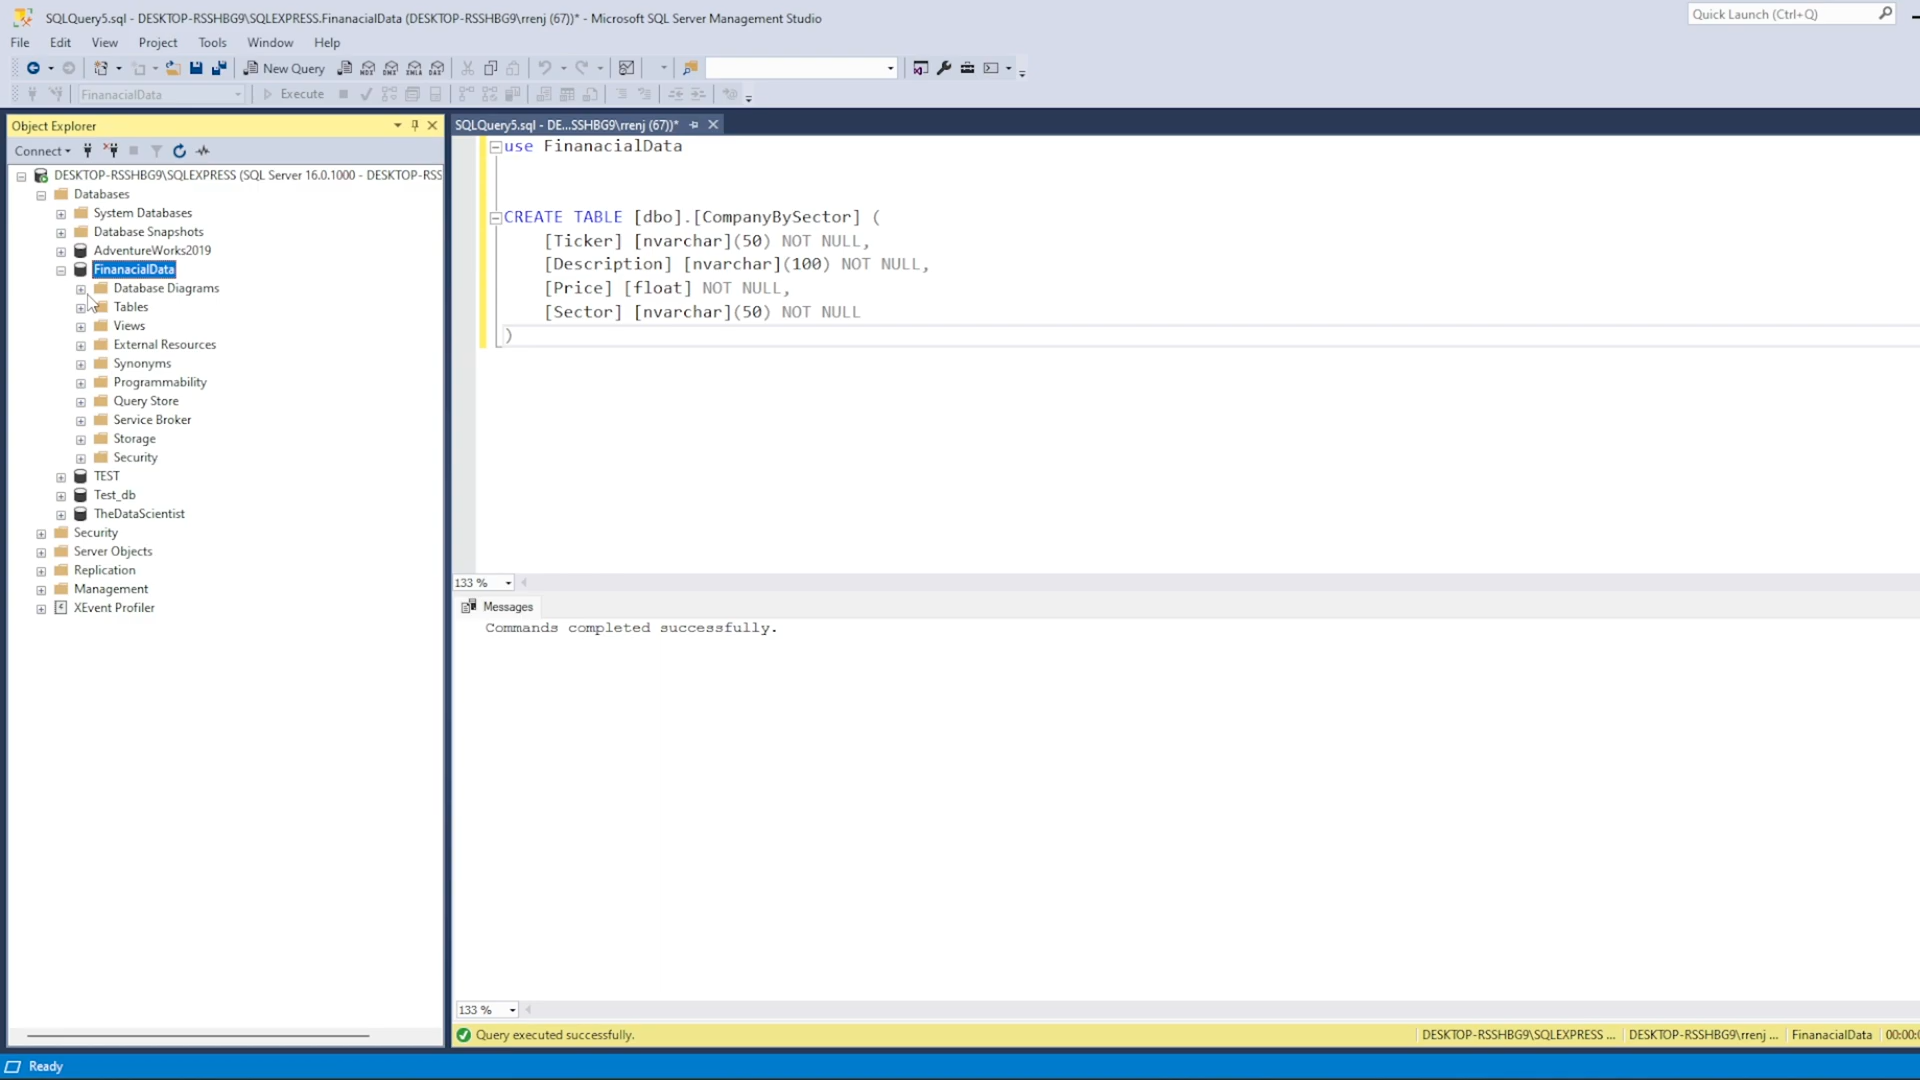 SQLQuery5.sql - DESKTOP-RSSHBG9\SQLEXPRESS.FinanacialData (DESKTOP-RSSHBG9\rrenj (67))* - Microsoft SQL Server Management Studio
Quick Launch (Ctrl+Q)
File Edit View Project Tools Window Help
New Query
FinanacialData
Execute
Object Explorer
SQLQuery5.sql - DE...SSHBG9\rrenj (67))*
Connect
DESKTOP-RSSHBG9\SQLEXPRESS (SQL Server 16.0.1000 - DESKTOP-RSS
Databases
System Databases
Database Snapshots
AdventureWorks2019
FinanacialData
Database Diagrams
Tables
Views
External Resources
Synonyms
Programmability
Query Store
Service Broker
Storage
Security
TEST
Test_db
TheDataScientist
Security
Server Objects
Replication
Management
XEvent Profiler
use FinanacialData
CREATE TABLE [dbo].[CompanyBySector] (
[Ticker] [nvarchar](50) NOT NULL,
[Description] [nvarchar](100) NOT NULL,
[Price] [float] NOT NULL,
[Sector] [nvarchar](50) NOT NULL
)
133 %
Messages
Commands completed successfully.
133 %
Query executed successfully.
DESKTOP-RSSHBG9\SQLEXPRESS ...
DESKTOP-RSSHBG9\rrenj ...
FinanacialData
00:00:
Ready